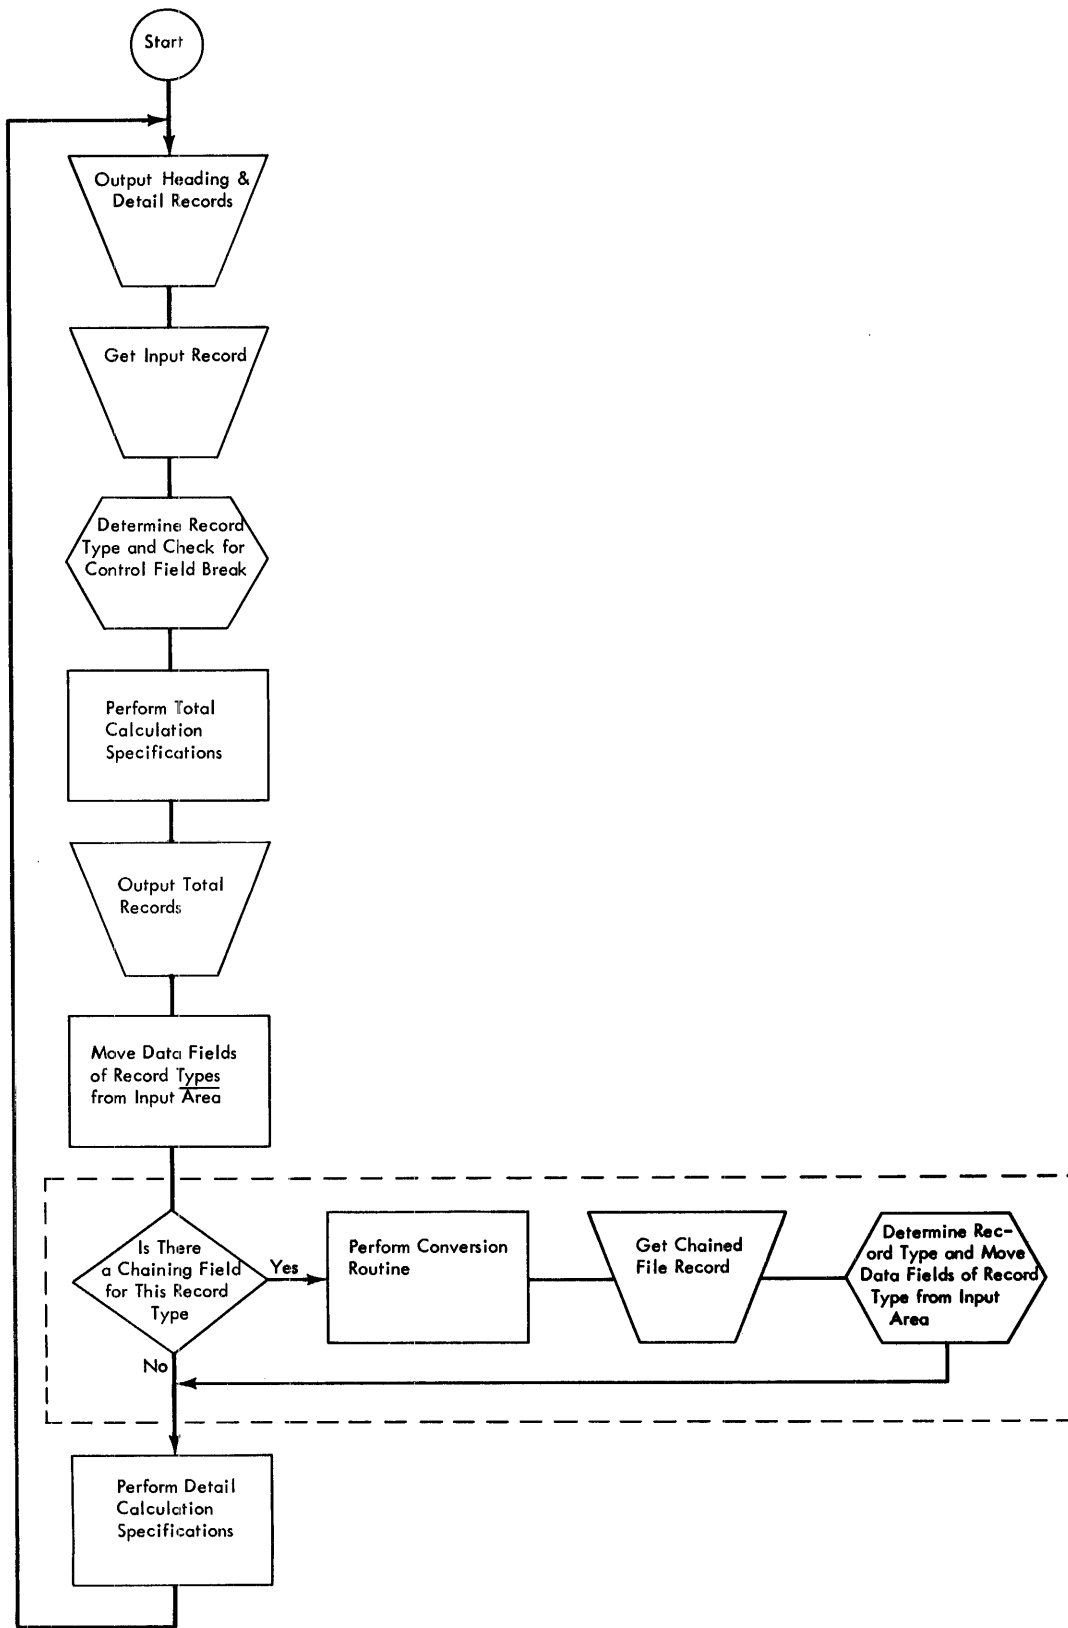 Start
Output Heading &
Detail Records
Get Input Record
Determine Record
Type and Check for
Control Field Break
Perform Total
Calculation
Specifications
Output Total
Records
Move Data Fields
of Record Types
from Input Area
Is There
a Chaining Field
for This Record
Type
Yes
No
Perform Conversion
Routine
Get Chained
File Record
Determine Rec-
ord Type and Move
Data Fields of Record
Type from Input
Area
Perform Detail
Calculation
Specifications